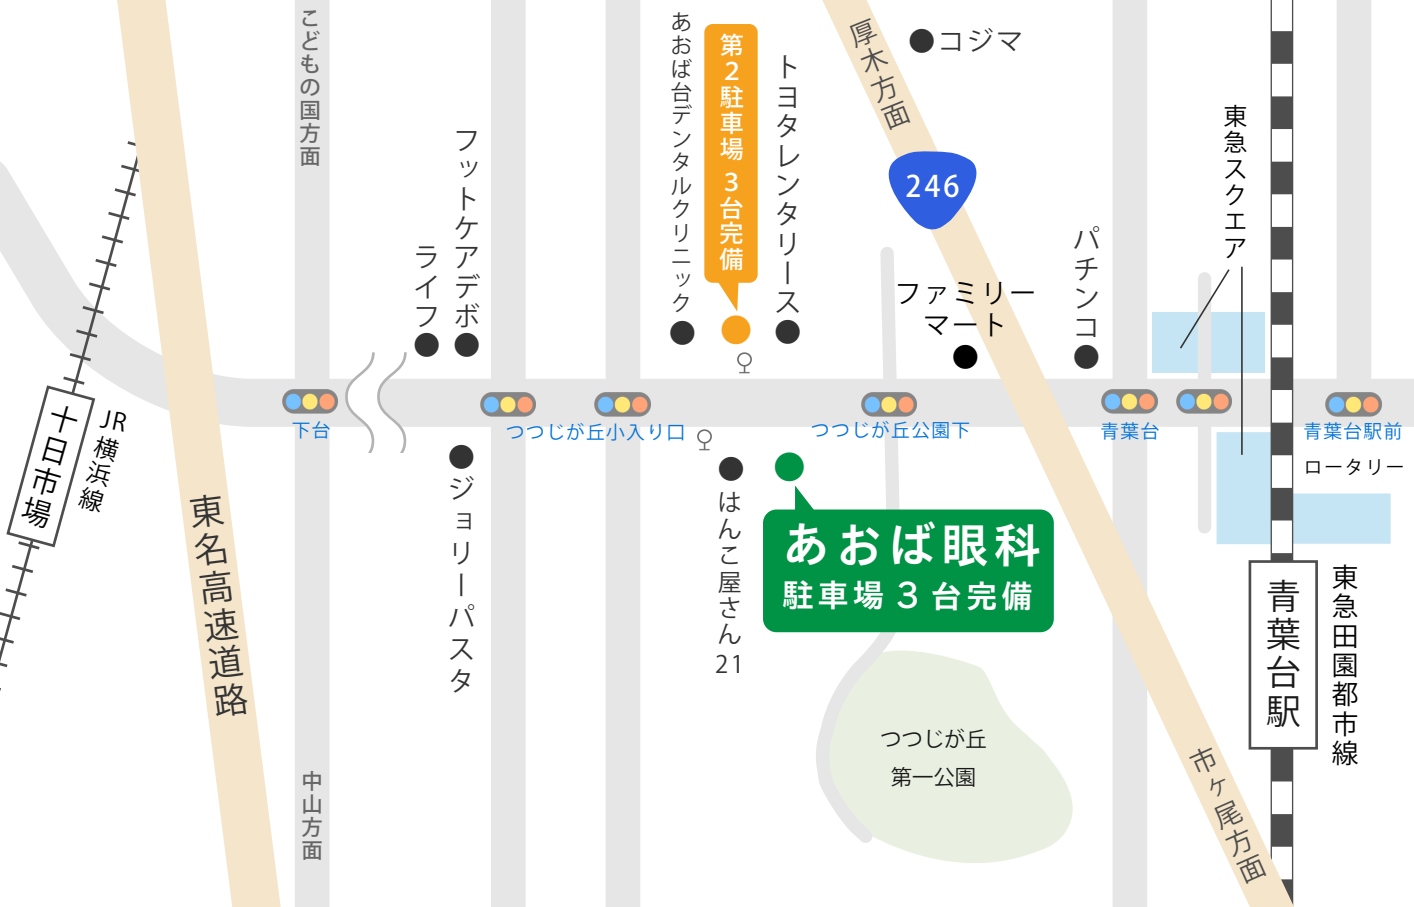 こどもの国方面
あおば台デンタルクリニック
第2駐車場 3台完備
トヨタレンタリース
厚木方面
コジマ
246
東急スクエア
フットケアデボ
ライフ
パチンコ
ファミリー
マート
下台
つつじが丘小入り口
つつじが丘公園下
青葉台
青葉台駅前
ロータリー
JR横浜線
十日市場
東名高速道路
ジョリーパスタ
はんこ屋さん21
あおば眼科
駐車場3台完備
青葉台駅
東急田園都市線
つつじが丘
第一公園
中山方面
市ヶ尾方面